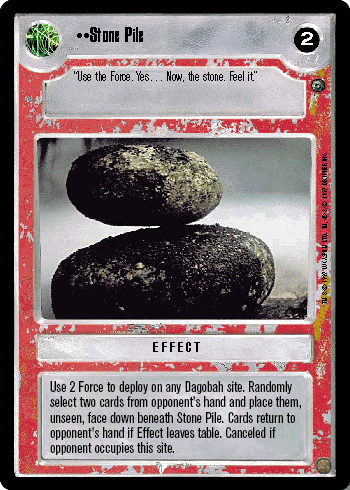 ••Stone Pile
2
"Use the Force. Yes... Now, the stone. Feel it."
EFFECT
Use 2 Force to deploy on any Dagobah site. Randomly
select two cards from opponent's hand and place them,
unseen, face down beneath Stone Pile. Cards return to
opponent's hand if Effect leaves table. Canceled if
opponent occupies this site.